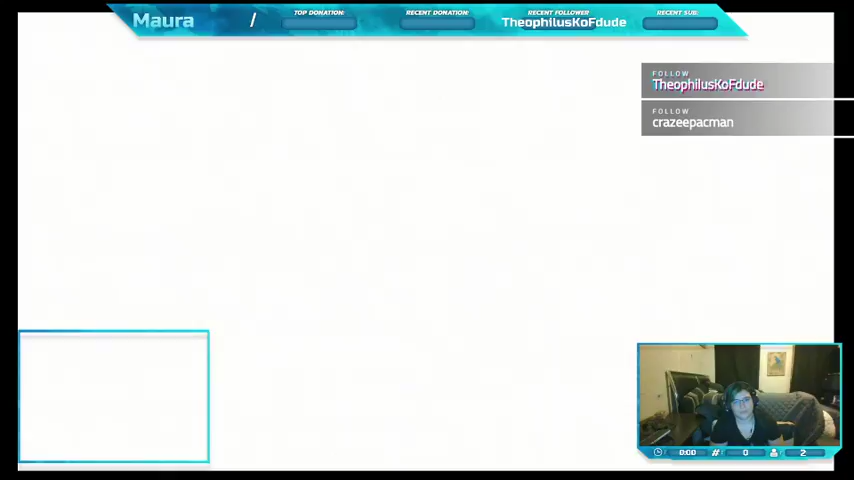 Maura
/
TOP DONATION:
RECENT DONATION:
RECENT FOLLOWER
TheophilusKoFdude
RECENT SUB:
FOLLOW
TheophilusKoFdude
FOLLOW
crazeepacman
0:00 # 0 2